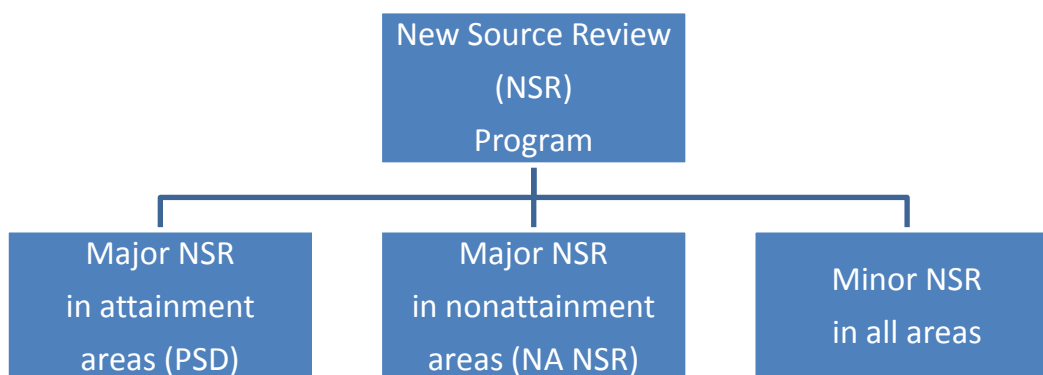 New Source Review
(NSR)
Program
Major NSR
in attainment
areas (PSD)
Major NSR
in nonattainment
areas (NA NSR)
Minor NSR
in all areas